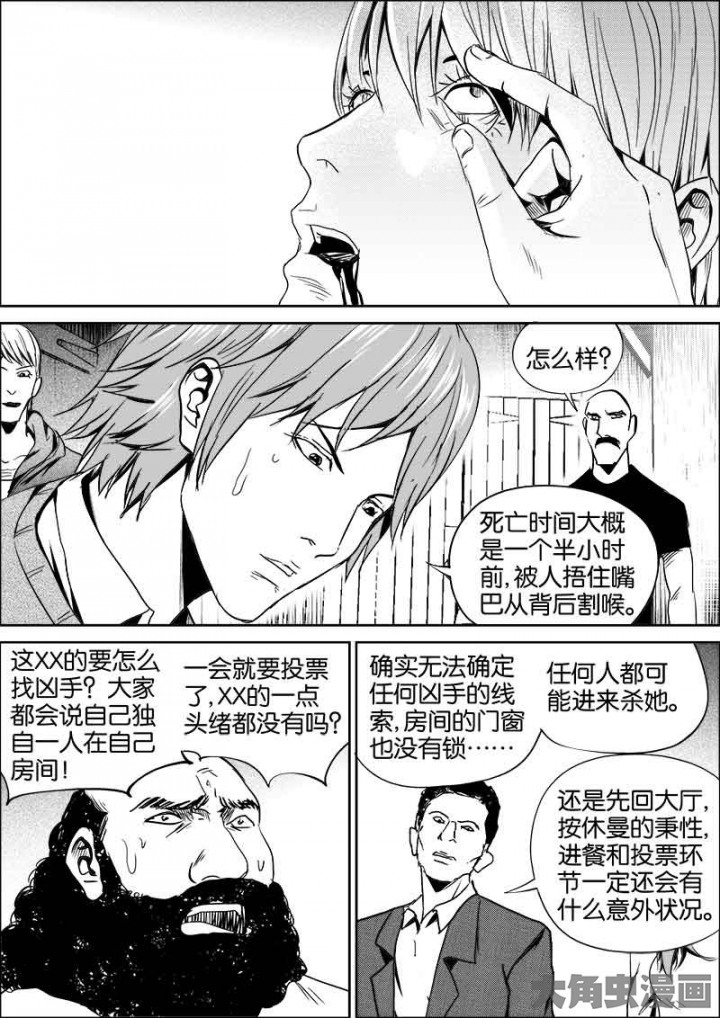 怎么样？
死亡时间大概
是一个半小时
前，被人捂住嘴
巴从背后割喉。
这XX的要怎么
找凶手？大家
都会说自己独
自一人在自己
房间！
一会就要投票
了，XX的一点
头绪都没有吗？
确实无法确定
任何凶手的线
索，房间的门窗
也没有锁……
任何人都可
能进来杀她。
还是先回大厅，
按休曼的秉性，
进餐和投票环
节一定还会有
什么意外状况。
大角虫漫画